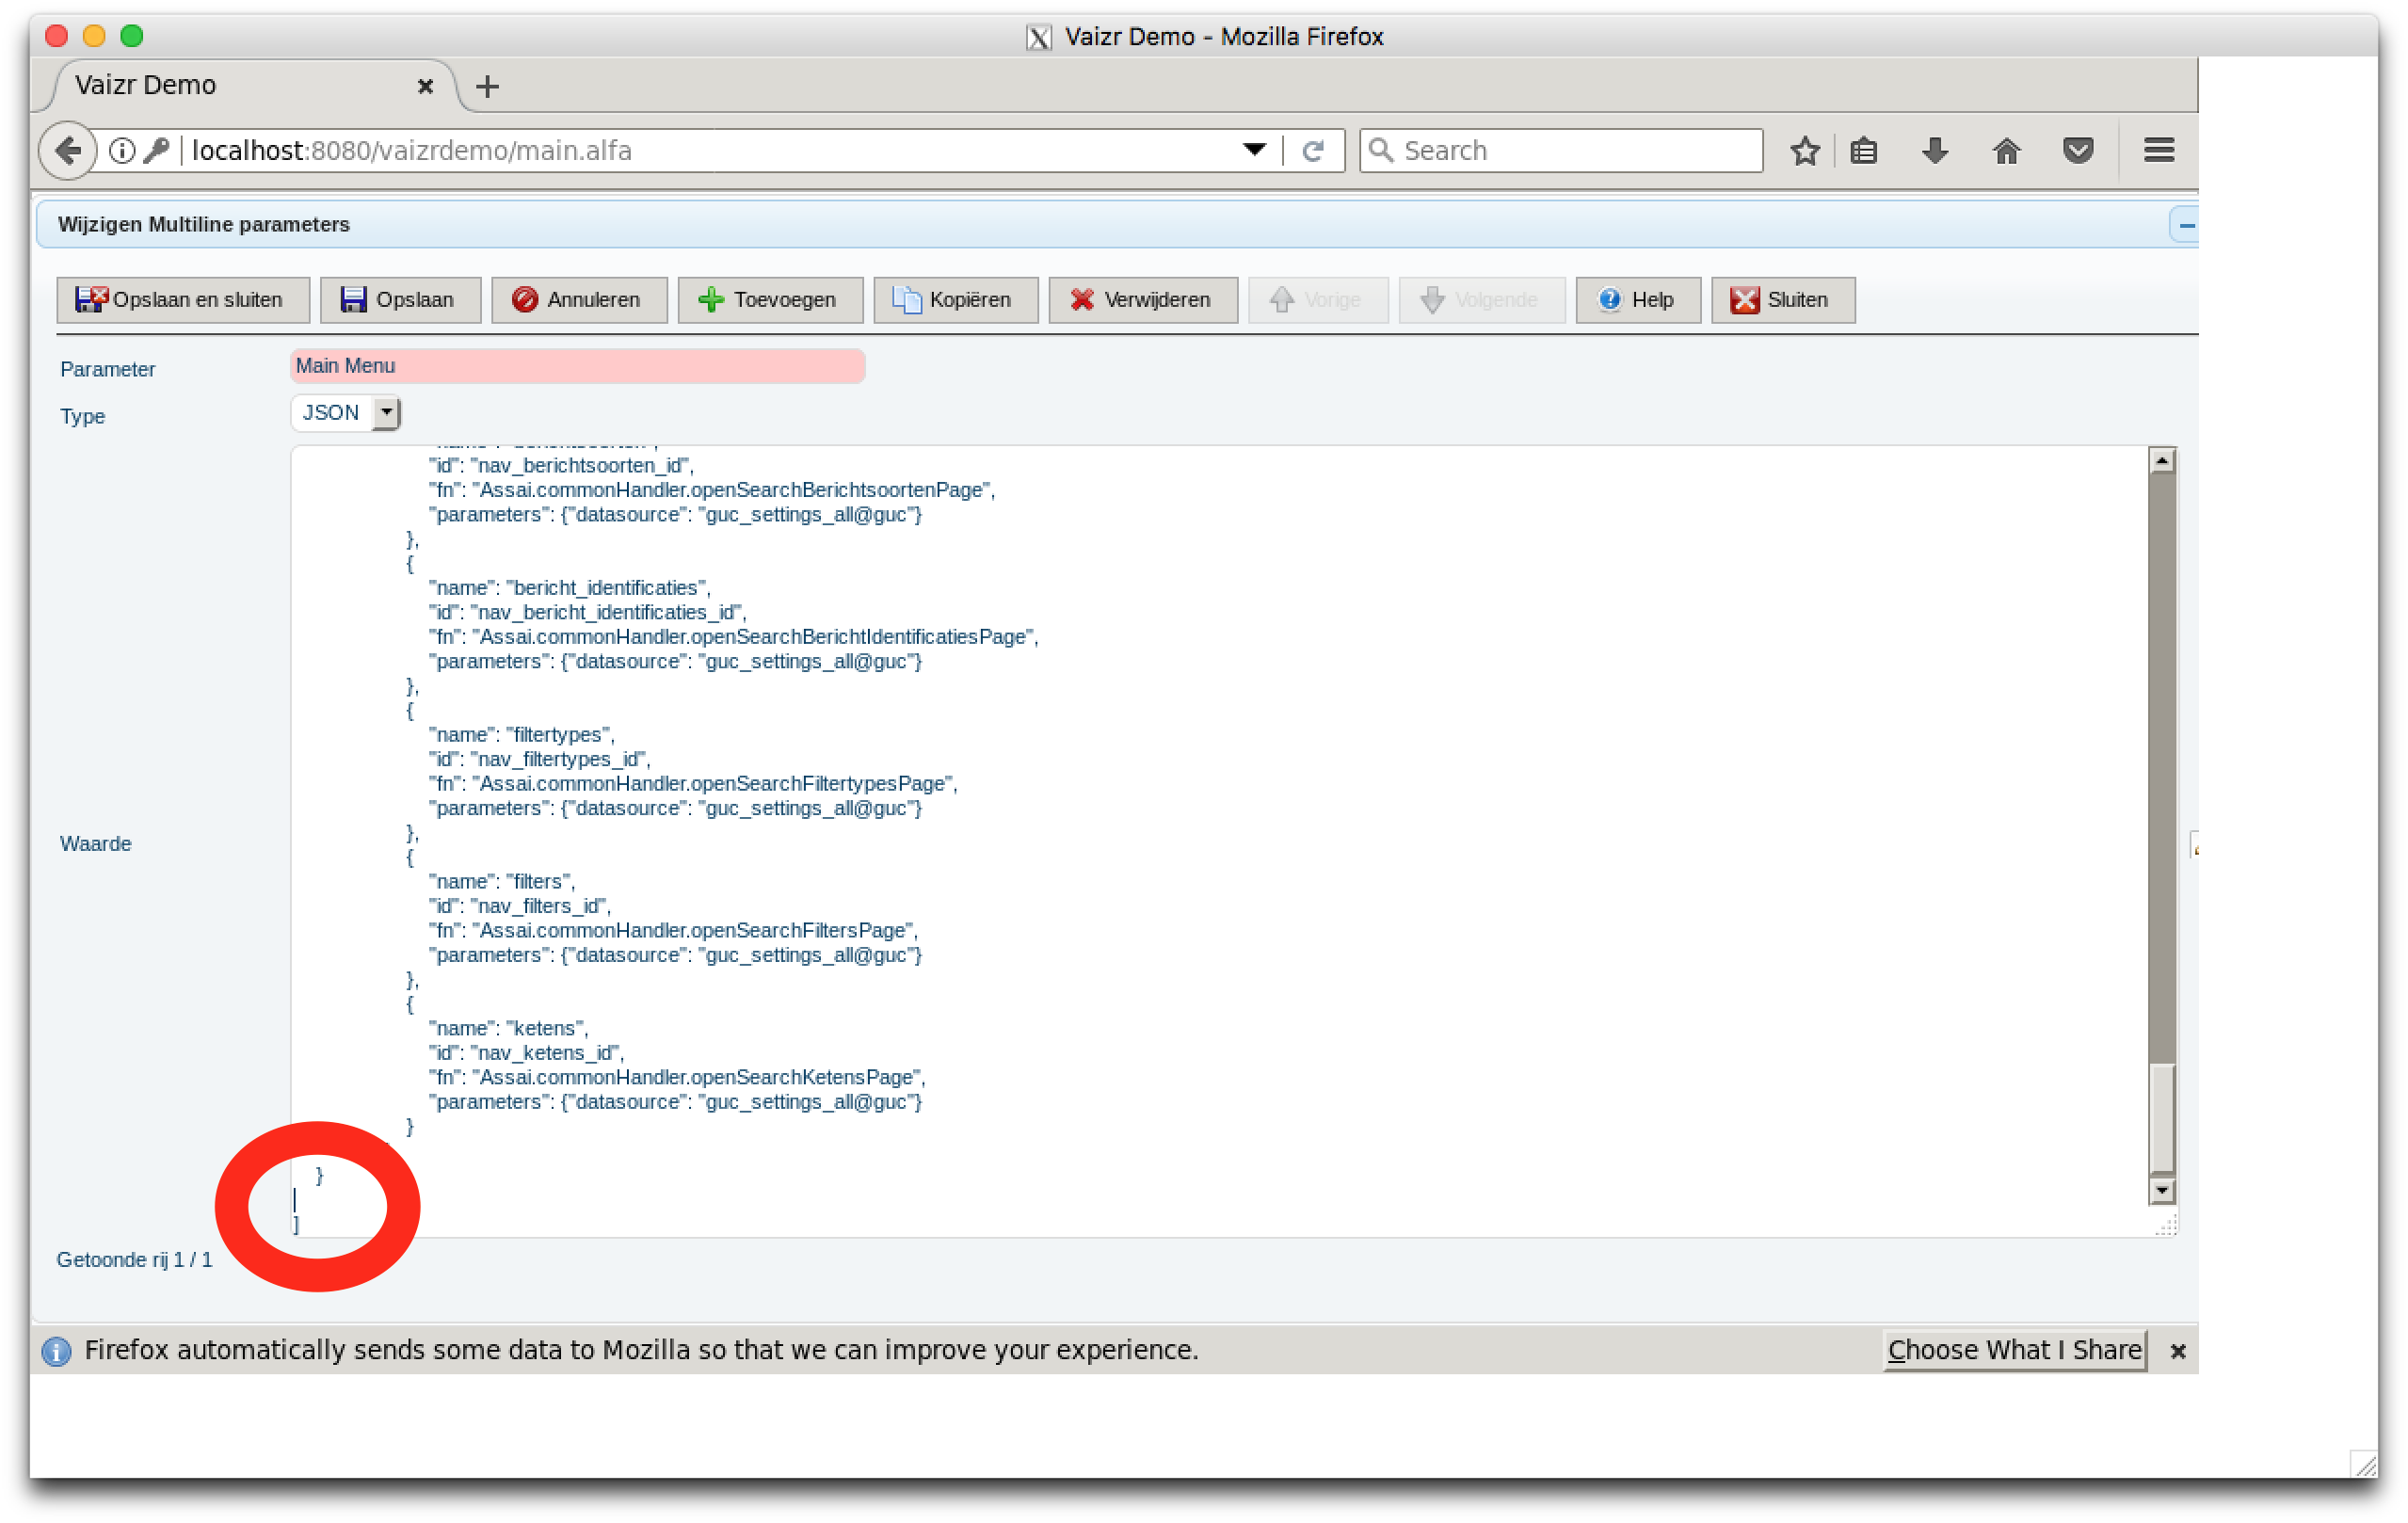 Vaizr Demo - Mozilla Firefox
Vaizr Demo
localhost:8080/vaizrdemo/main.alfa
Search
Wijzigen Multiline parameters
Opslaan en sluiten Opslaan Annuleren Toevoegen Kopiëren Verwijderen Vorige Volgende Help Sluiten
Parameter Main Menu
Type JSON
"id": "nav_berichtsoorten_id",
"fn": "Assai.commonHandler.openSearchBerichtsoortenPage",
"parameters": {"datasource": "guc_settings_all@guc"}
},
{
"name": "bericht_identificaties",
"id": "nav_bericht_identificaties_id",
"fn": "Assai.commonHandler.openSearchBerichtIdentificatiesPage",
"parameters": {"datasource": "guc_settings_all@guc"}
},
{
"name": "filtertypes",
"id": "nav_filtertypes_id",
"fn": "Assai.commonHandler.openSearchFiltertypesPage",
"parameters": {"datasource": "guc_settings_all@guc"}
},
Waarde
{
"name": "filters",
"id": "nav_filters_id",
"fn": "Assai.commonHandler.openSearchFiltersPage",
"parameters": {"datasource": "guc_settings_all@guc"}
},
{
"name": "ketens",
"id": "nav_ketens_id",
"fn": "Assai.commonHandler.openSearchKetensPage",
"parameters": {"datasource": "guc_settings_all@guc"}
}
}
]
Getoonde rij 1 / 1
Firefox automatically sends some data to Mozilla so that we can improve your experience.
Choose What I Share